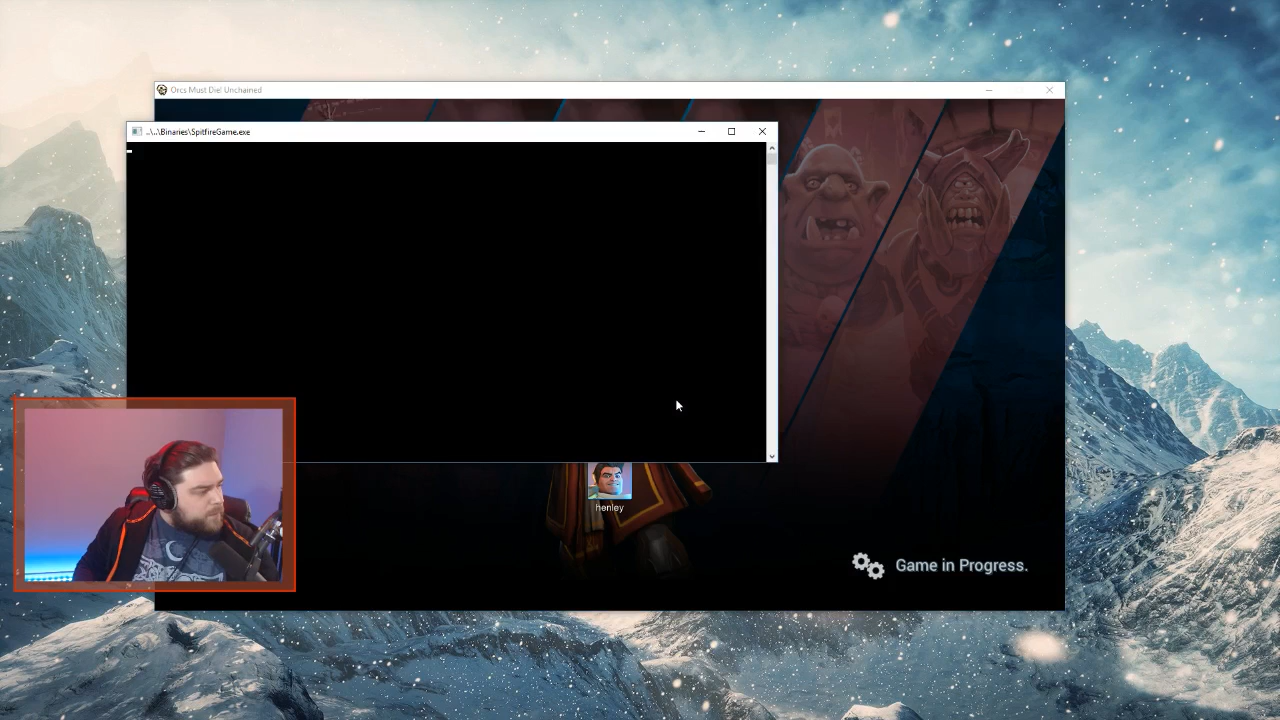 Orcs Must Die! Unchained
..\..\Binaries\SpitfireGame.exe
henley
Game in Progress.